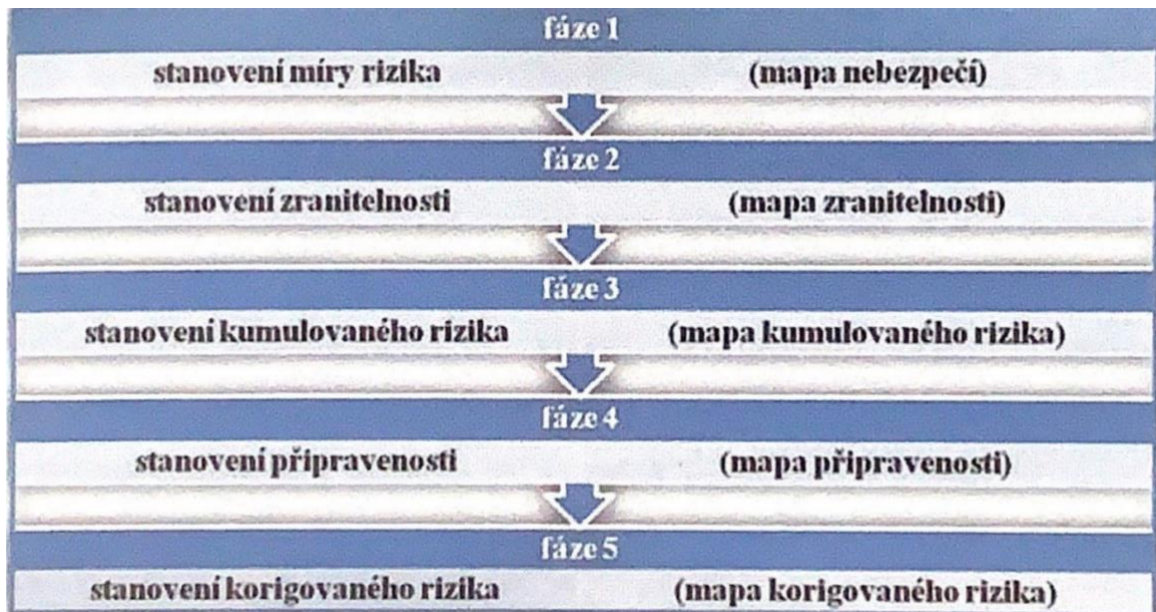 fáze 1
stanovení míry rizika (mapa nebezpečí)
fáze 2
stanovení zranitelnosti (mapa zranitelnosti)
fáze 3
stanovení kumulovaného rizika (mapa kumulovaného rizika)
fáze 4
stanovení připravenosti (mapa připravenosti)
fáze 5
stanovení korigovaného rizika (mapa korigovaného rizika)